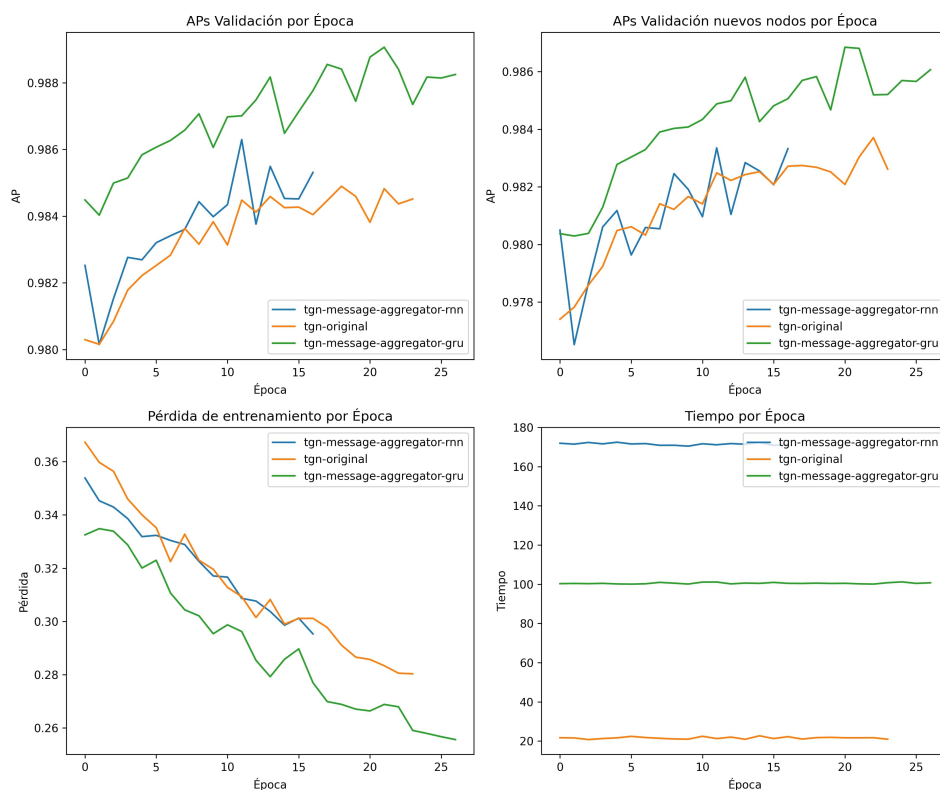 APs Validación por Época
AP
0.988
0.986
0.984
0.982
0.980
0
5
10
15
20
25
Época
tgn-message-aggregator-rnn
tgn-original
tgn-message-aggregator-gru
APs Validación nuevos nodos por Época
AP
0.986
0.984
0.982
0.980
0.978
0
5
10
15
20
25
Época
tgn-message-aggregator-rnn
tgn-original
tgn-message-aggregator-gru
Pérdida de entrenamiento por Época
Pérdida
0.36
0.34
0.32
0.30
0.28
0.26
0
5
10
15
20
25
Época
tgn-message-aggregator-rnn
tgn-original
tgn-message-aggregator-gru
Tiempo por Época
Tiempo
180
160
140
120
100
80
60
40
20
0
5
10
15
20
25
Época
tgn-message-aggregator-rnn
tgn-original
tgn-message-aggregator-gru